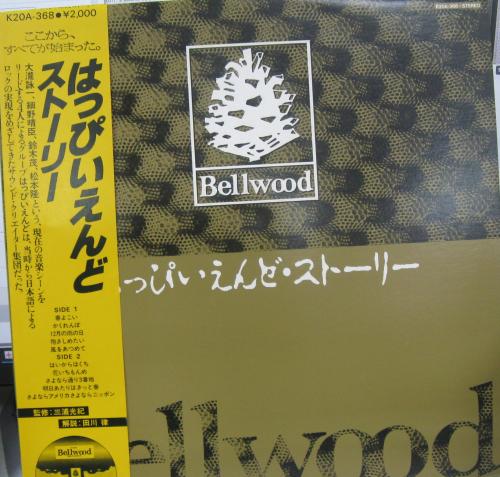 K20A-368●¥2,000
ここから、
すべてが始まった。
はっぴいえんど
ストーリー
大滝詠一、細野晴臣、鈴木茂、松本隆という、現在の音楽シーンを
リードする4人によるグループはっぴいえんどは、当時から日本語による
ロックの実現をめざしてきたサウンド・クリエイター集団だった。
SIDE 1
春よこい
かくれんぼ
12月の雨の日
抱きしめたい
風をあつめて
SIDE 2
はいからはくち
花いちもんめ
さよなら通り3番地
明日あたりはきっと春
さよならアメリカさよならニッポン
監修:三浦光紀
解説:田川 律
Bellwood
K20A-368 · STEREO
Bellwood
っぴいえんど・ストーリー
Bellwood